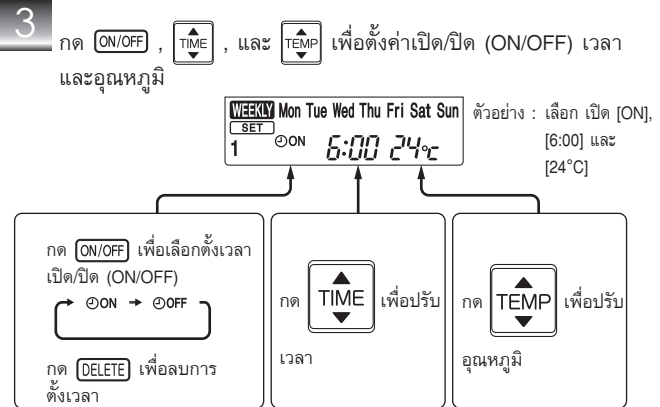 3
กด ON/OFF , TIME , และ TEMP เพื่อตั้งค่าเปิด/ปิด (ON/OFF) เวลา
และอุณหภูมิ
WEEKLY Mon Tue Wed Thu Fri Sat Sun
SET
1 ON 6:00 24°C
ตัวอย่าง : เลือก เปิด [ON],
[6:00] และ
[24°C]
กด ON/OFF เพื่อเลือกตั้งเวลา
เปิด/ปิด (ON/OFF)
ON → OFF
กด DELETE เพื่อลบการ
ตั้งเวลา
กด TIME เพื่อปรับ
เวลา
กด TEMP เพื่อปรับ
อุณหภูมิ